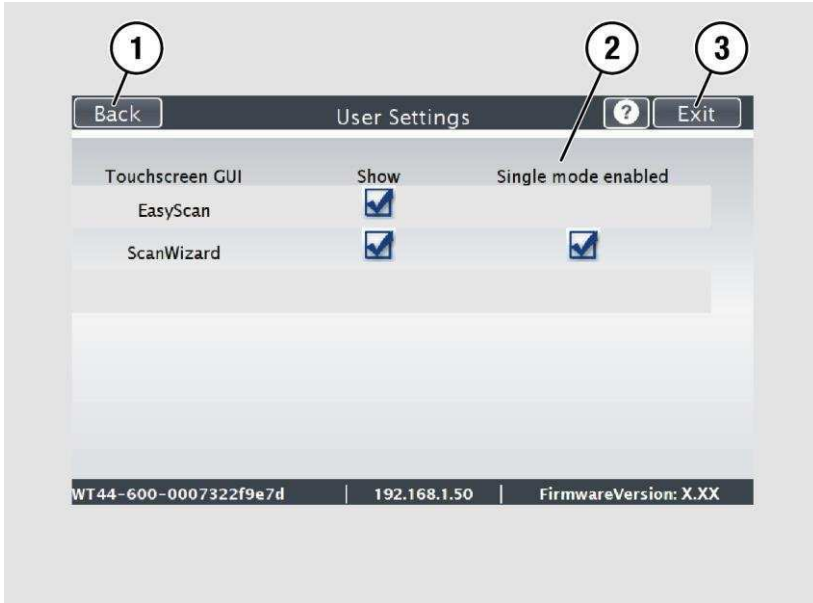 1 2 3
Back User Settings ? Exit
Touchscreen GUI Show Single mode enabled
EasyScan
ScanWizard
WT44-600-0007322f9e7d | 192.168.1.50 | FirmwareVersion: X.XX